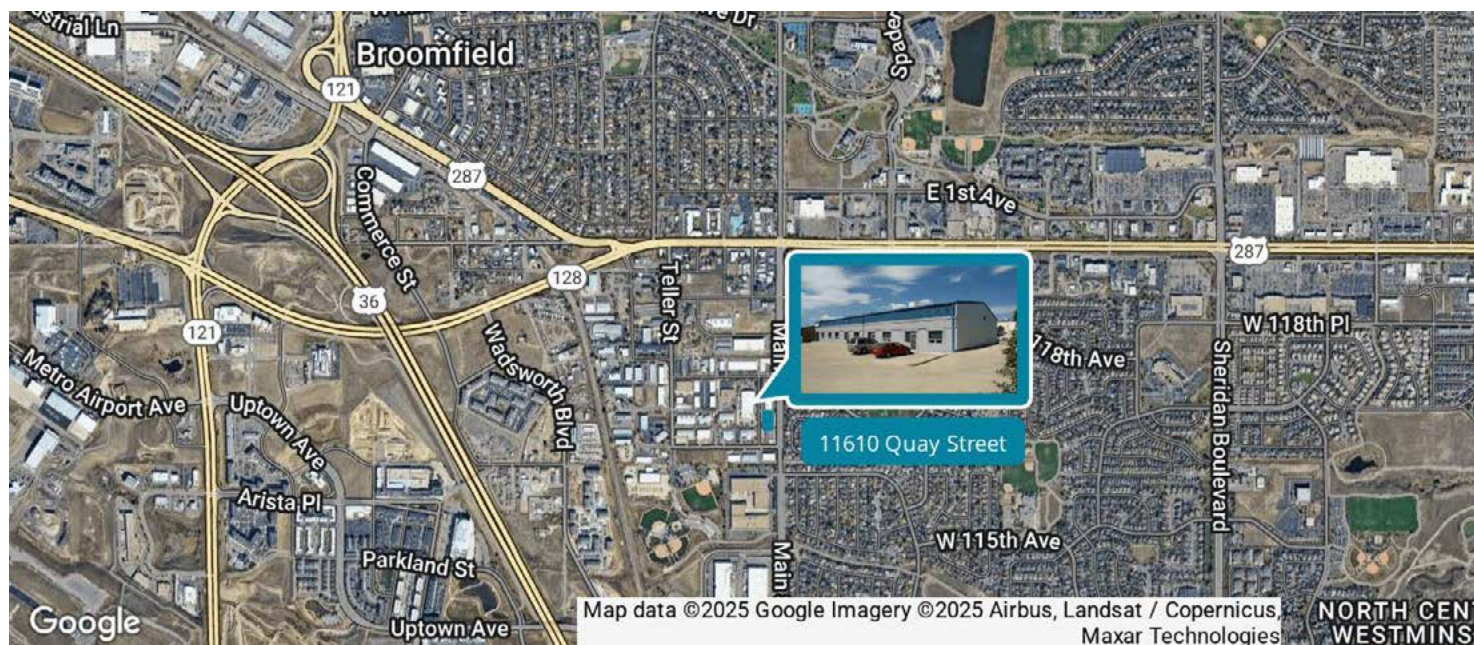 Industrial Ln
Broomfield
121
287
Commerce St
E 1st Ave
287
128
Teller St
36
121
Main
W 118th Pl
118th Ave
Sheridan Boulevard
Wadsworth Blvd
Metro Airport Ave
Uptown Ave
11610 Quay Street
Arista Pl
W 115th Ave
Parkland St
Main
Uptown Ave
Google
Map data ©2025 Google Imagery ©2025 Airbus, Landsat / Copernicus,
Maxar Technologies
NORTH CEN
WESTMINS